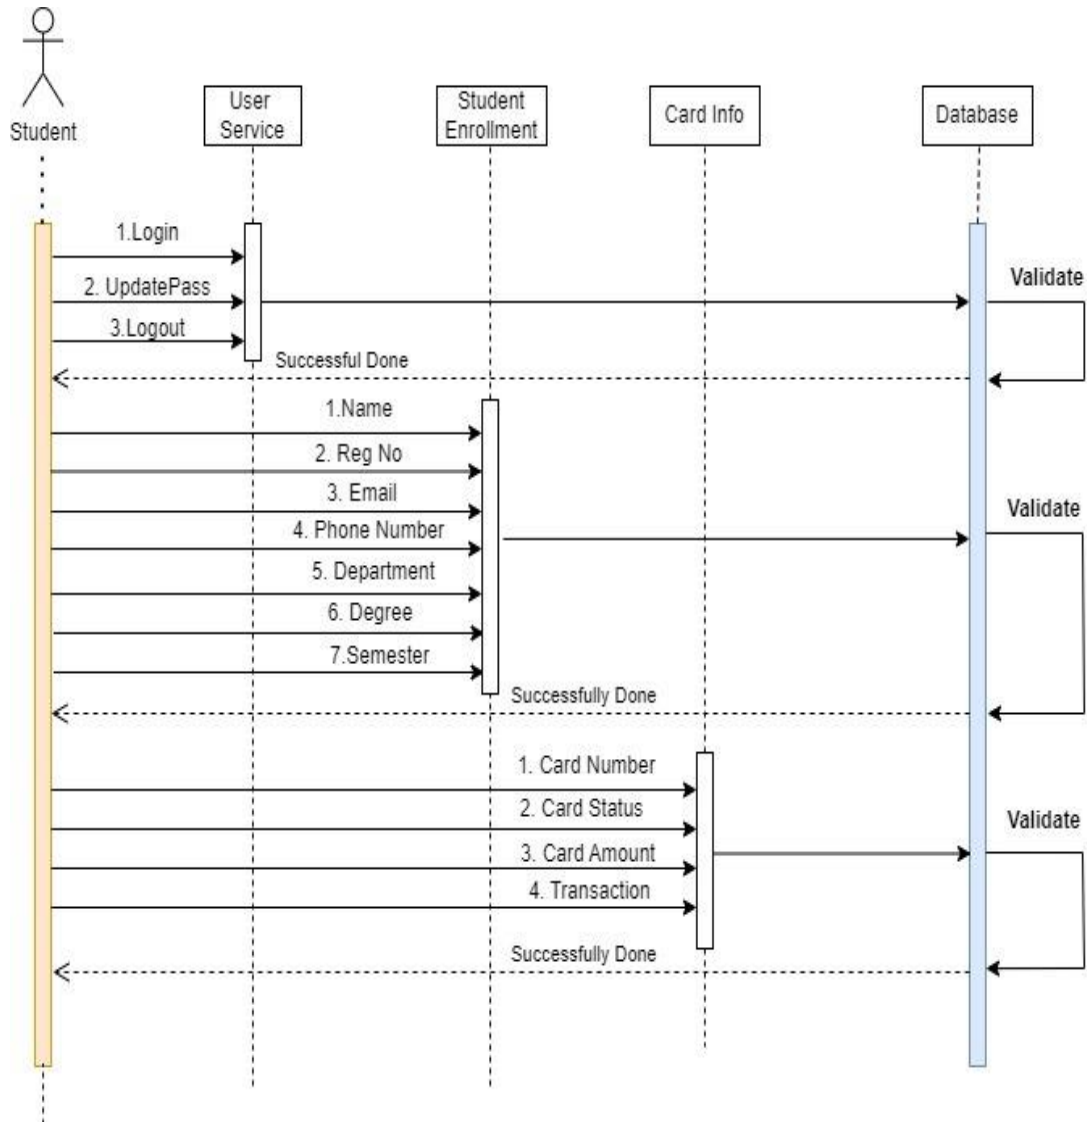 Student
User
Service
Student
Enrollment
Card Info
Database
1.Login
2. UpdatePass
3.Logout
Validate
Successful Done
1.Name
2. Reg No
3. Email
4. Phone Number
5. Department
6. Degree
7.Semester
Validate
Successfully Done
1. Card Number
2. Card Status
3. Card Amount
4. Transaction
Validate
Successfully Done